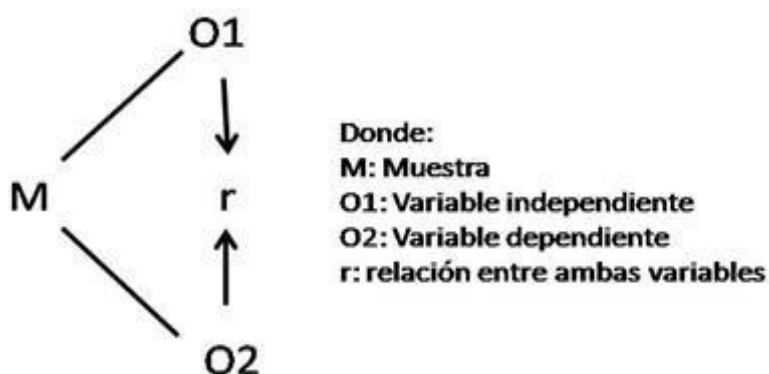 O1
M
r
O2
Donde:
M: Muestra
O1: Variable independiente
O2: Variable dependiente
r: relación entre ambas variables